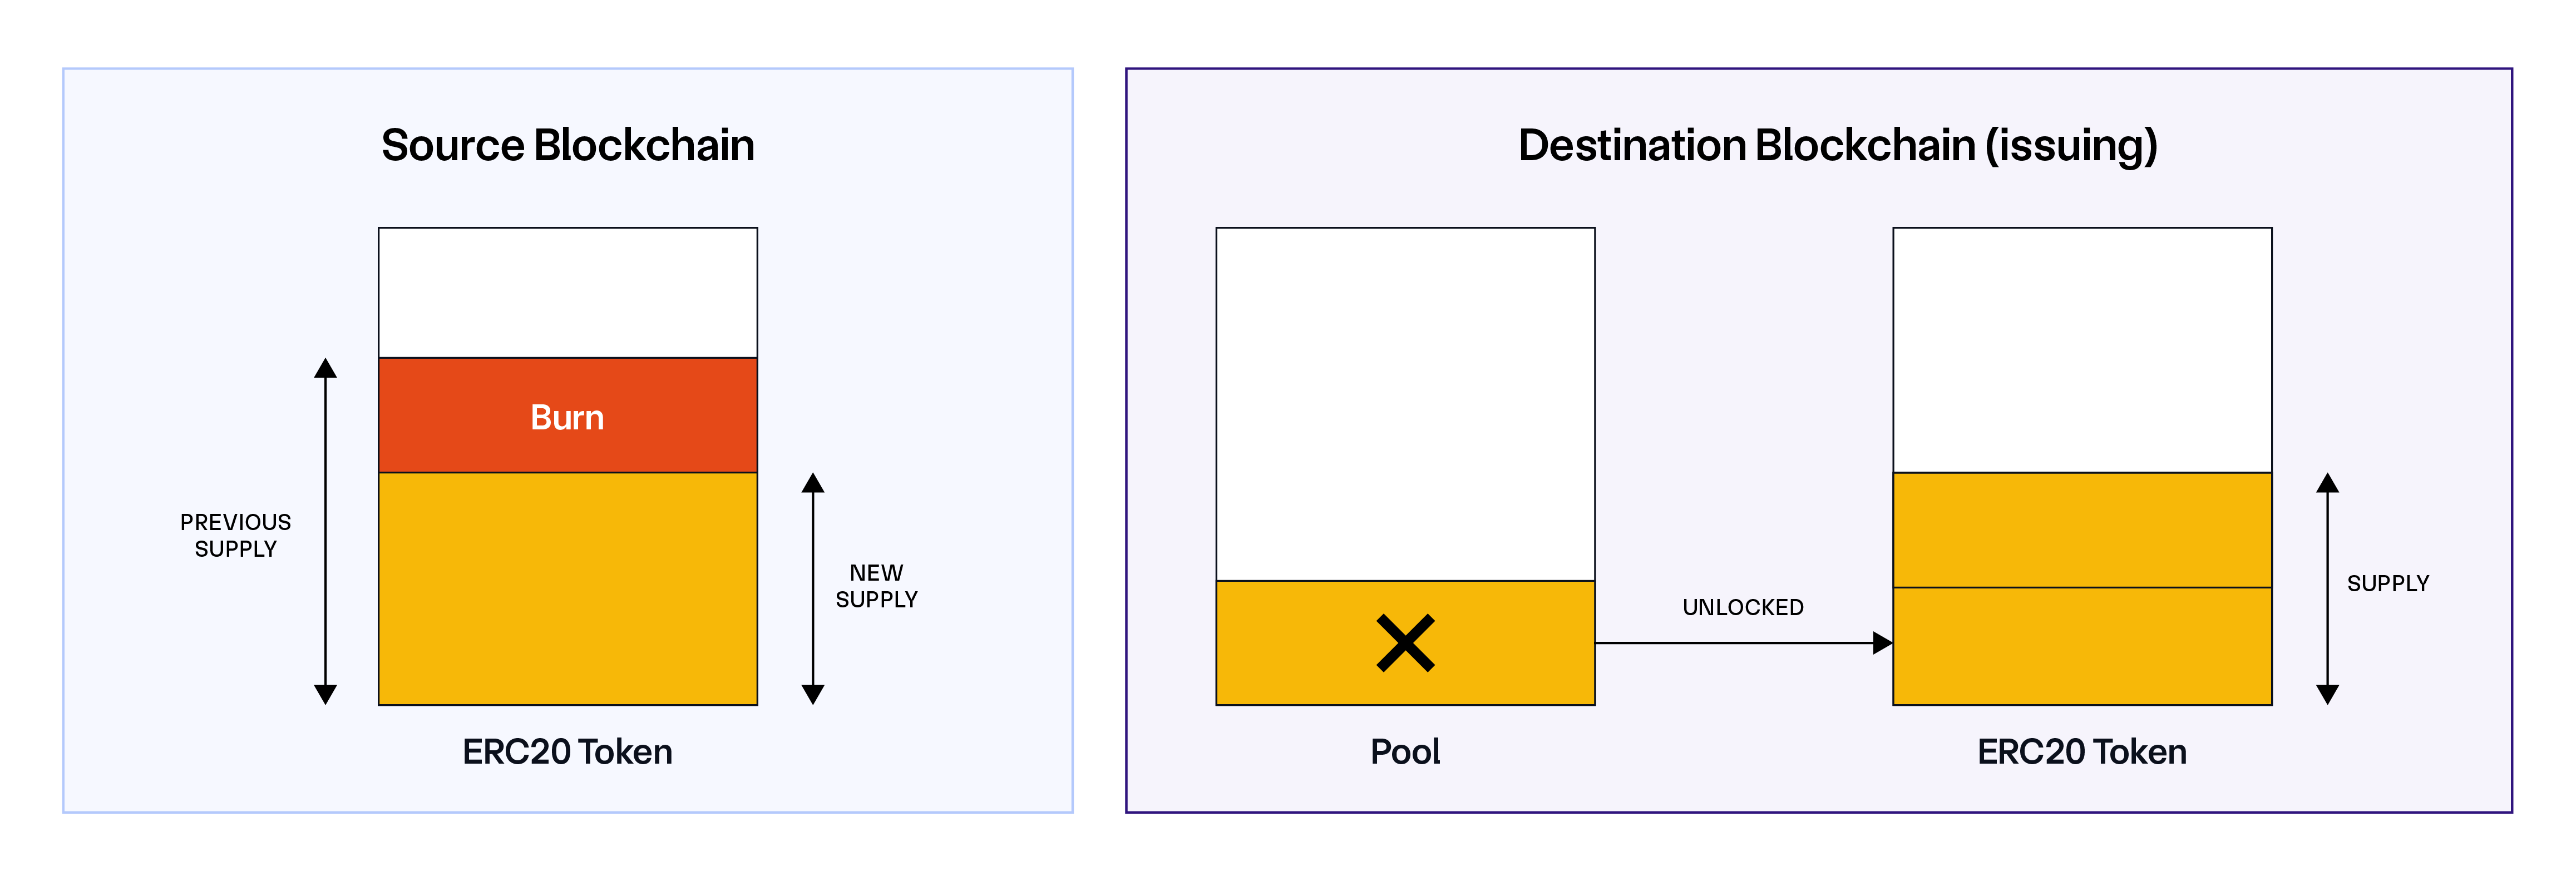 Source Blockchain
Burn
PREVIOUS
SUPPLY
NEW
SUPPLY
ERC20 Token
Destination Blockchain (issuing)
UNLOCKED
SUPPLY
Pool
ERC20 Token